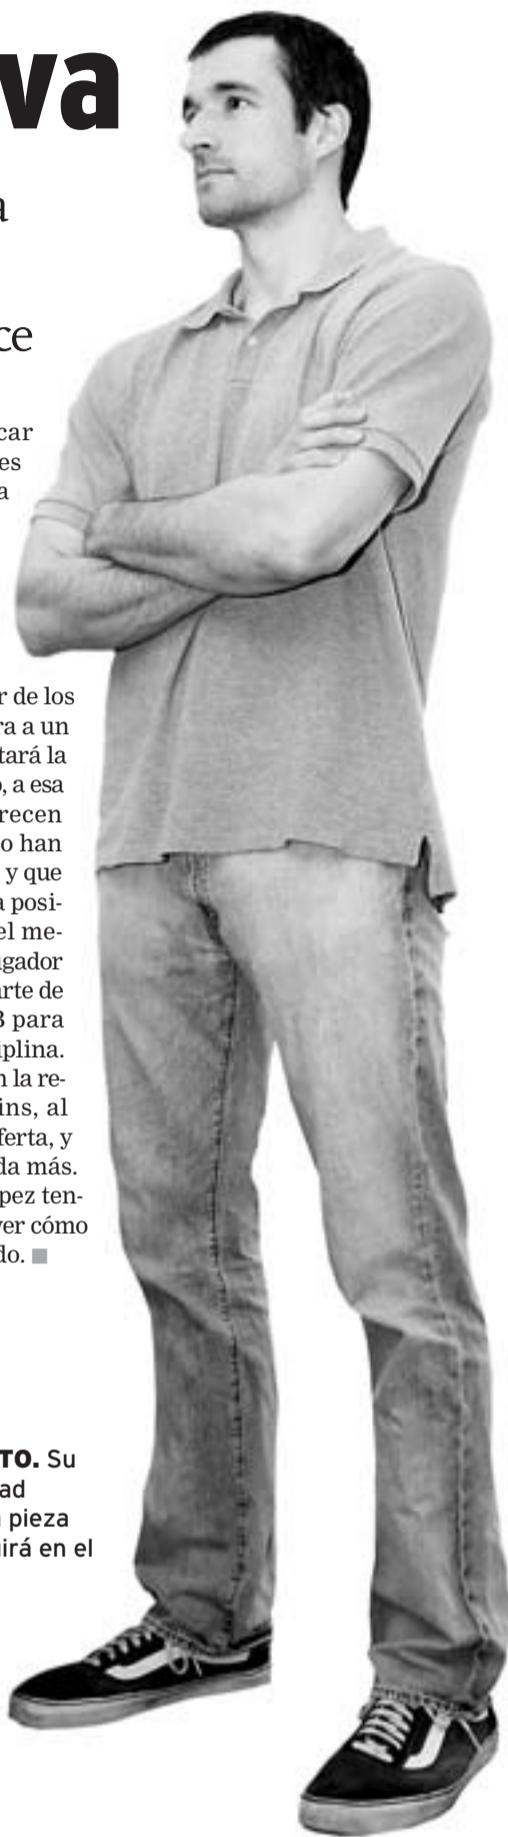 va
a
ce
car
es
a
r de los
ra a un
tará la
o, a esa
recen
o han
y que
a posi-
el me-
ugador
arte de
3 para
iplina.
n la re-
ins, al
ferta, y
da más.
pez ten-
ver cómo
do.
TO. Su
ad
pieza
irá en el